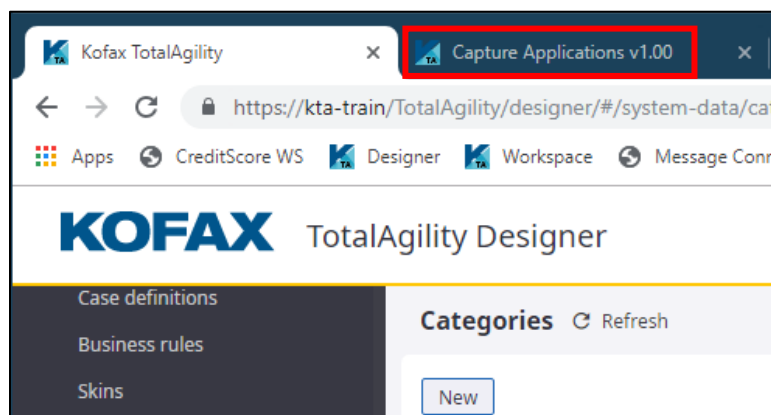 Kofax TotalAgility
Capture Applications v1.00
https://kta-train/TotalAgility/designer/#/system-data/ca
Apps CreditScore WS Designer Workspace Message Conn
KOFAX TotalAgility Designer
Case definitions
Business rules
Skins
Categories Refresh
New